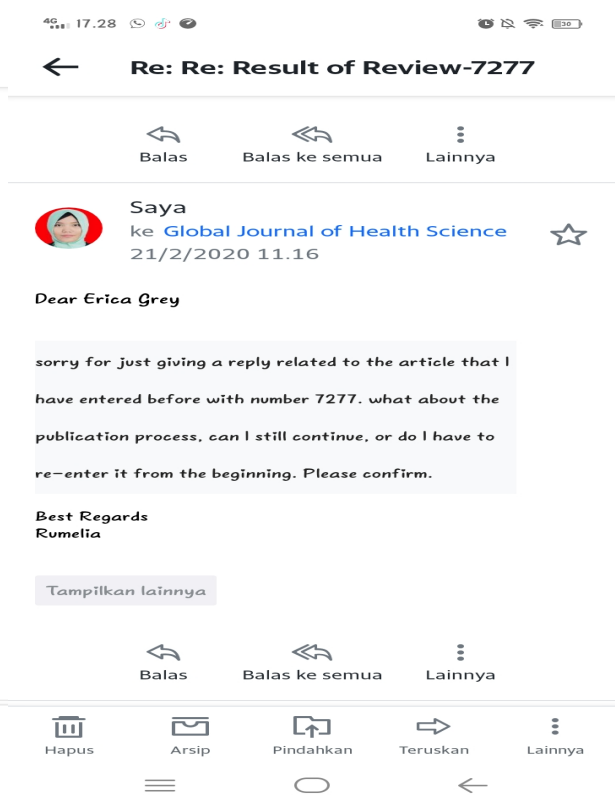 4G 17.28 30
Re: Re: Result of Review-7277
Balas Balas ke semua Lainnya
Saya
ke Global Journal of Health Science
21/2/2020 11.16
Dear Erica Grey
sorry for just giving a reply related to the article that I
have entered before with number 7277. what about the
publication process, can I still continue, or do I have to
re-enter it from the beginning. Please confirm.
Best Regards
Rumelia
Tampilkan lainnya
Balas Balas ke semua Lainnya
Hapus Arsip Pindahkan Teruskan Lainnya